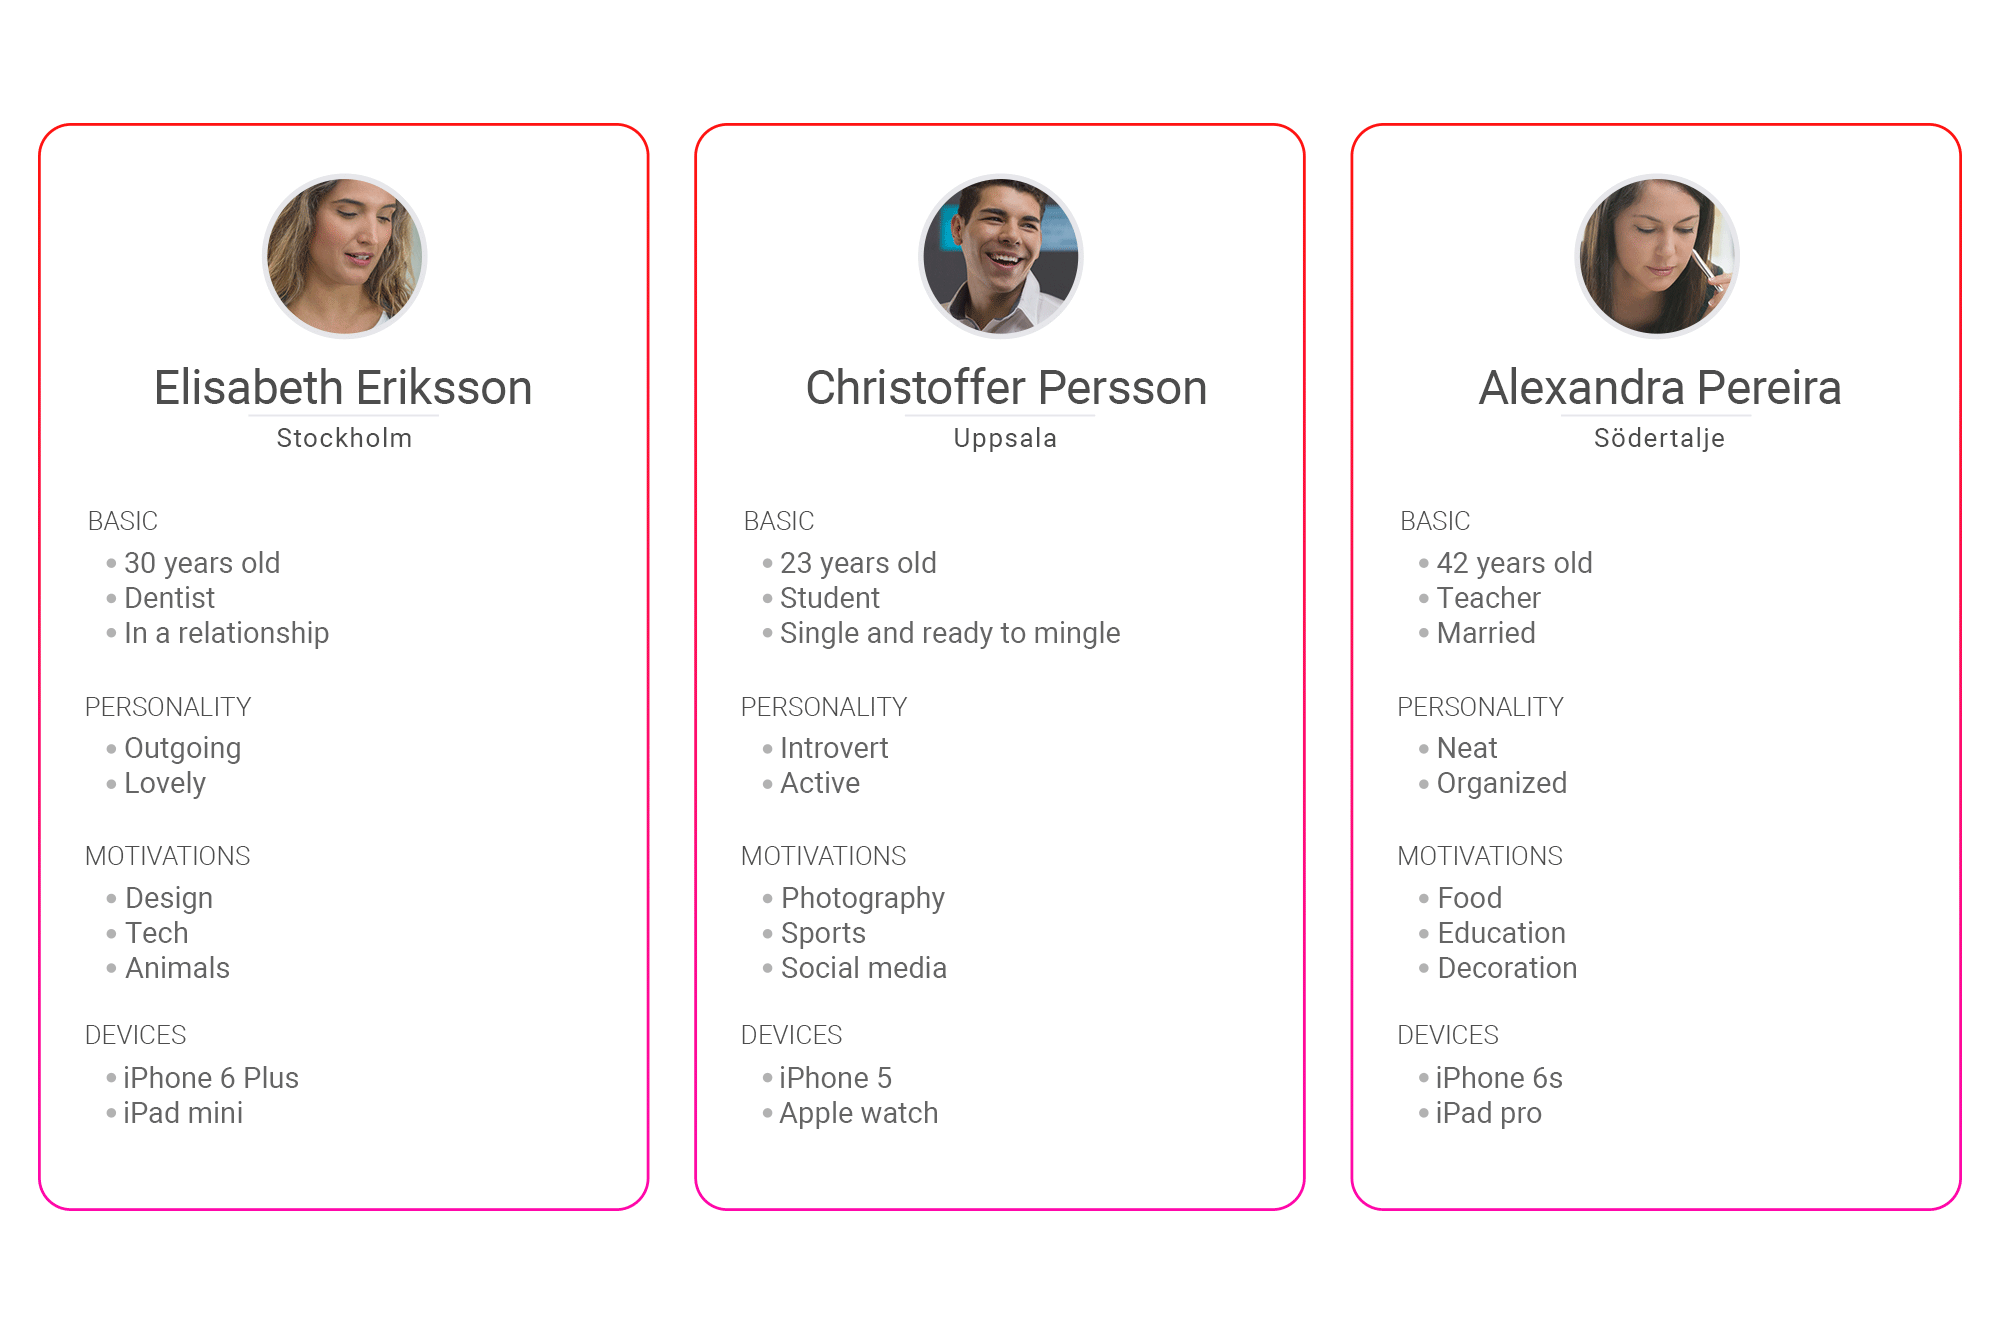 Elisabeth Eriksson
Stockholm
BASIC
30 years old
Dentist
In a relationship
PERSONALITY
Outgoing
Lovely
MOTIVATIONS
Design
Tech
Animals
DEVICES
iPhone 6 Plus
iPad mini
Christoffer Persson
Uppsala
BASIC
23 years old
Student
Single and ready to mingle
PERSONALITY
Introvert
Active
MOTIVATIONS
Photography
Sports
Social media
DEVICES
iPhone 5
Apple watch
Alexandra Pereira
Södertalje
BASIC
42 years old
Teacher
Married
PERSONALITY
Neat
Organized
MOTIVATIONS
Food
Education
Decoration
DEVICES
iPhone 6s
iPad pro